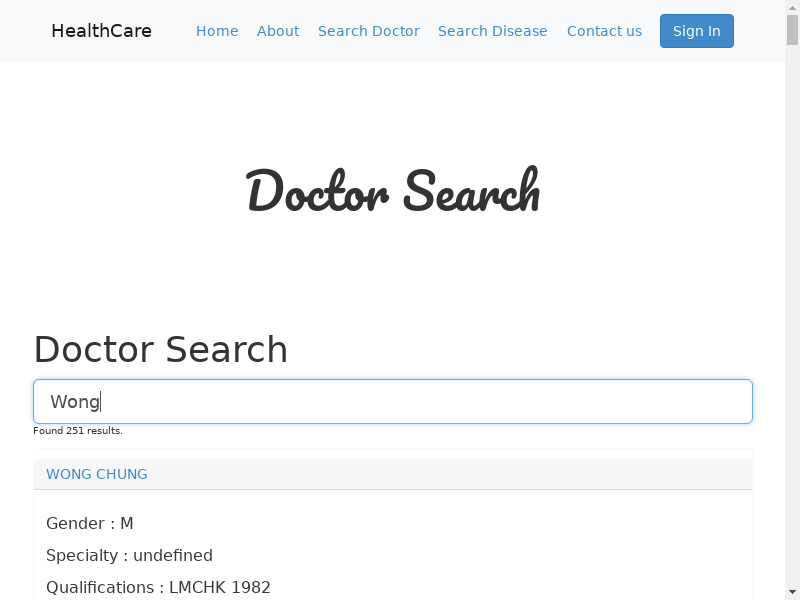 HealthCare Home About Search Doctor Search Disease Contact us Sign In
Doctor Search
Doctor Search
Wong
Found 251 results.
WONG CHUNG
Gender : M
Specialty : undefined
Qualifications : LMCHK 1982